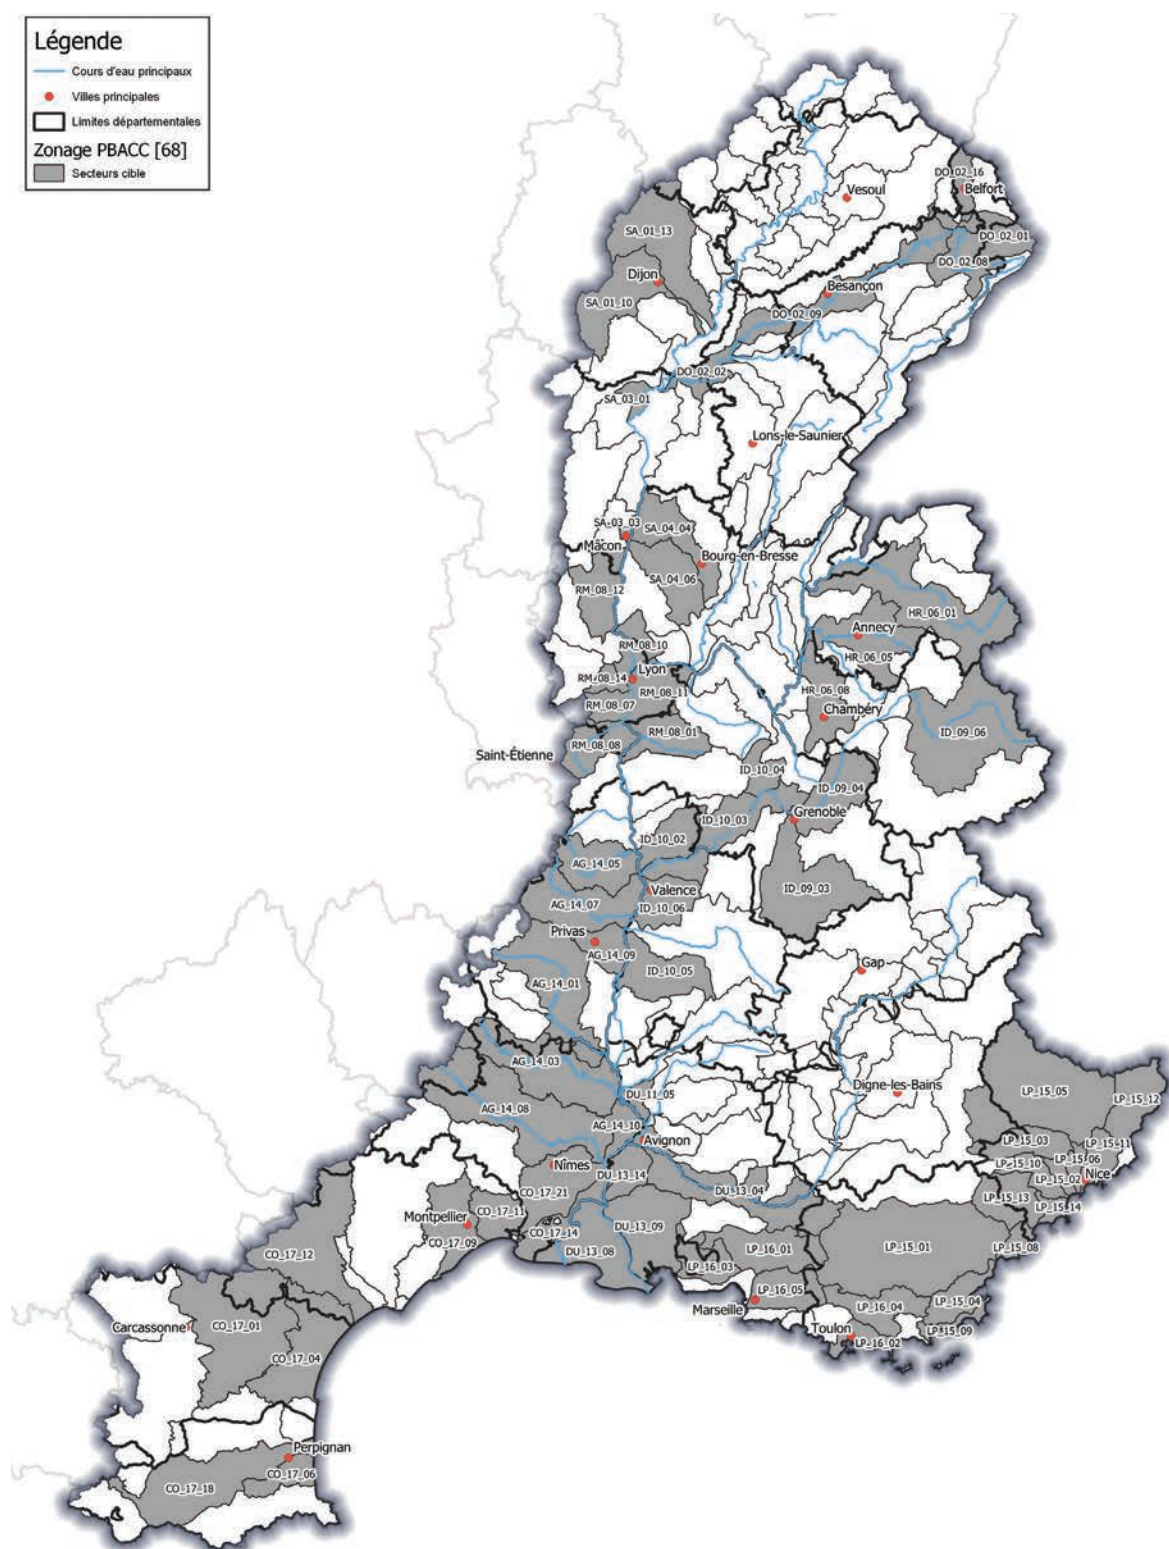 Légende
Cours d'eau principaux
Villes principales
Limites départementales
Zonage PBACC [68]
Secteurs cible
DO_02_16
Vesoul
Belfort
SA_01_13
DO_02_01
DO_02_08
Dijon
Besançon
SA_01_10
DO_02_09
DO_02_02
SA_03_01
Lons-le-Saunier
SA_03_03
SA_04_04
Mâcon
Bourg-en-Bresse
SA_04_06
RM_08_12
HR_06_01
Annecy
RM_08_10
HR_06_05
Lyon
RM_08_14
RM_08_11
HR_06_08
RM_08_07
Chambéry
RM_08_01
ID_09_06
RM_08_08
Saint-Étienne
ID_10_04
ID_09_04
ID_10_03
Grenoble
ID_10_02
AG_14_05
ID_09_03
Valence
AG_14_07
ID_10_06
Privas
AG_14_09
Gap
ID_10_05
AG_14_01
AG_14_03
Digne-les-Bains
LP_15_05
DU_11_05
LP_15_12
AG_14_08
AG_14_10
Avignon
LP_15_03
LP_15_11
LP_15_06
Nîmes
LP_15_10
DU_13_14
LP_15_02
Nice
CO_17_21
DU_13_04
LP_15_13
CO_17_11
LP_15_14
Montpellier
DU_13_09
CO_17_14
CO_17_09
LP_16_01
LP_15_01
LP_15_08
CO_17_12
DU_13_08
LP_16_03
LP_16_05
LP_15_04
Marseille
LP_16_04
CO_17_01
Carcassonne
Toulon
LP_15_09
LP_16_02
CO_17_04
Perpignan
CO_17_06
CO_17_18